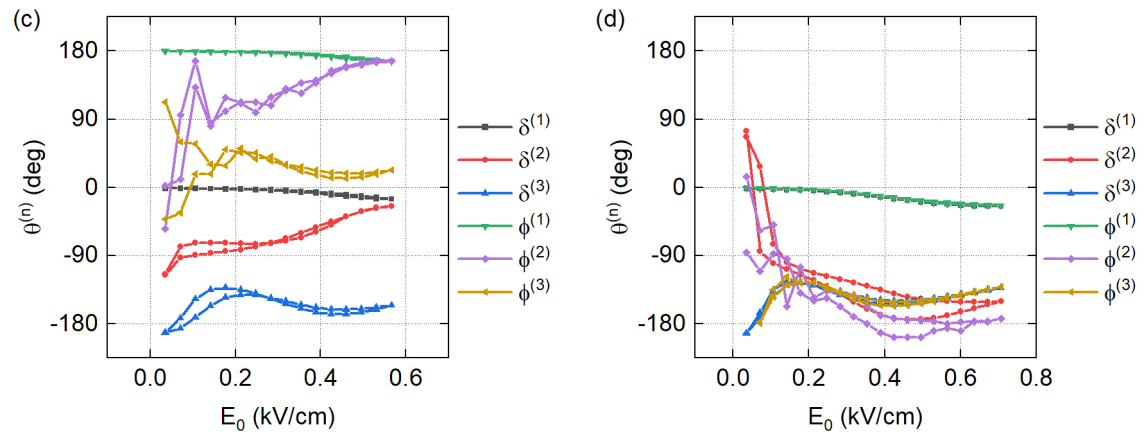 (c)
θ⁽ⁿ⁾ (deg)
180
90
0
-90
-180
0.0 0.2 0.4 0.6
E₀ (kV/cm)
δ⁽¹⁾
δ⁽²⁾
δ⁽³⁾
ϕ⁽¹⁾
ϕ⁽²⁾
ϕ⁽³⁾
(d)
θ⁽ⁿ⁾ (deg)
180
90
0
-90
-180
0.0 0.2 0.4 0.6 0.8
E₀ (kV/cm)
δ⁽¹⁾
δ⁽²⁾
δ⁽³⁾
ϕ⁽¹⁾
ϕ⁽²⁾
ϕ⁽³⁾